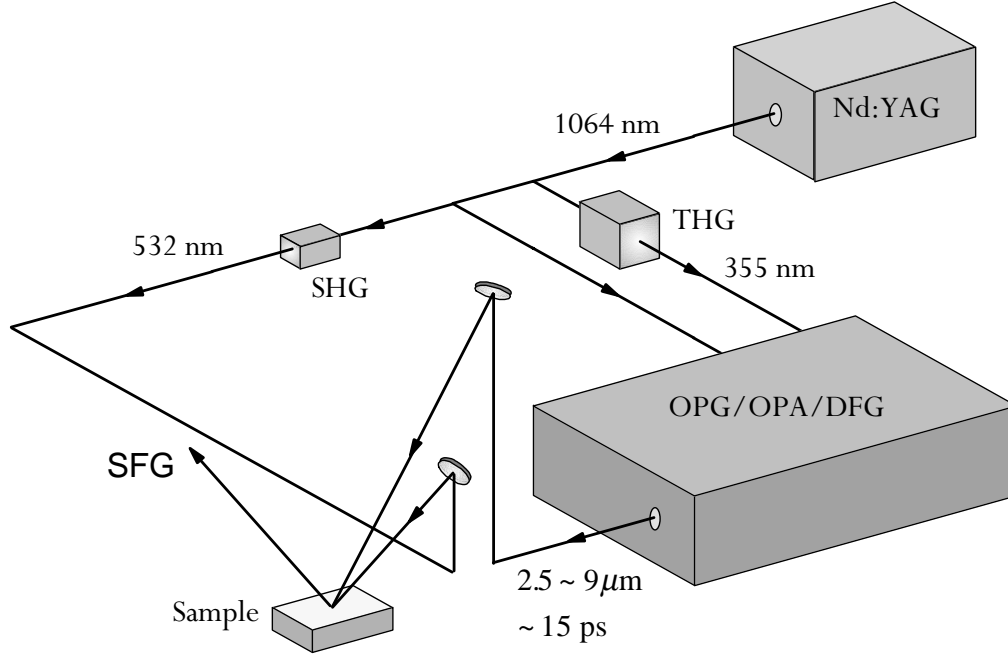 Nd:YAG
1064 nm
THG
532 nm
SHG
355 nm
OPG/OPA/DFG
SFG
2.5 ~ 9μm
~ 15 ps
Sample